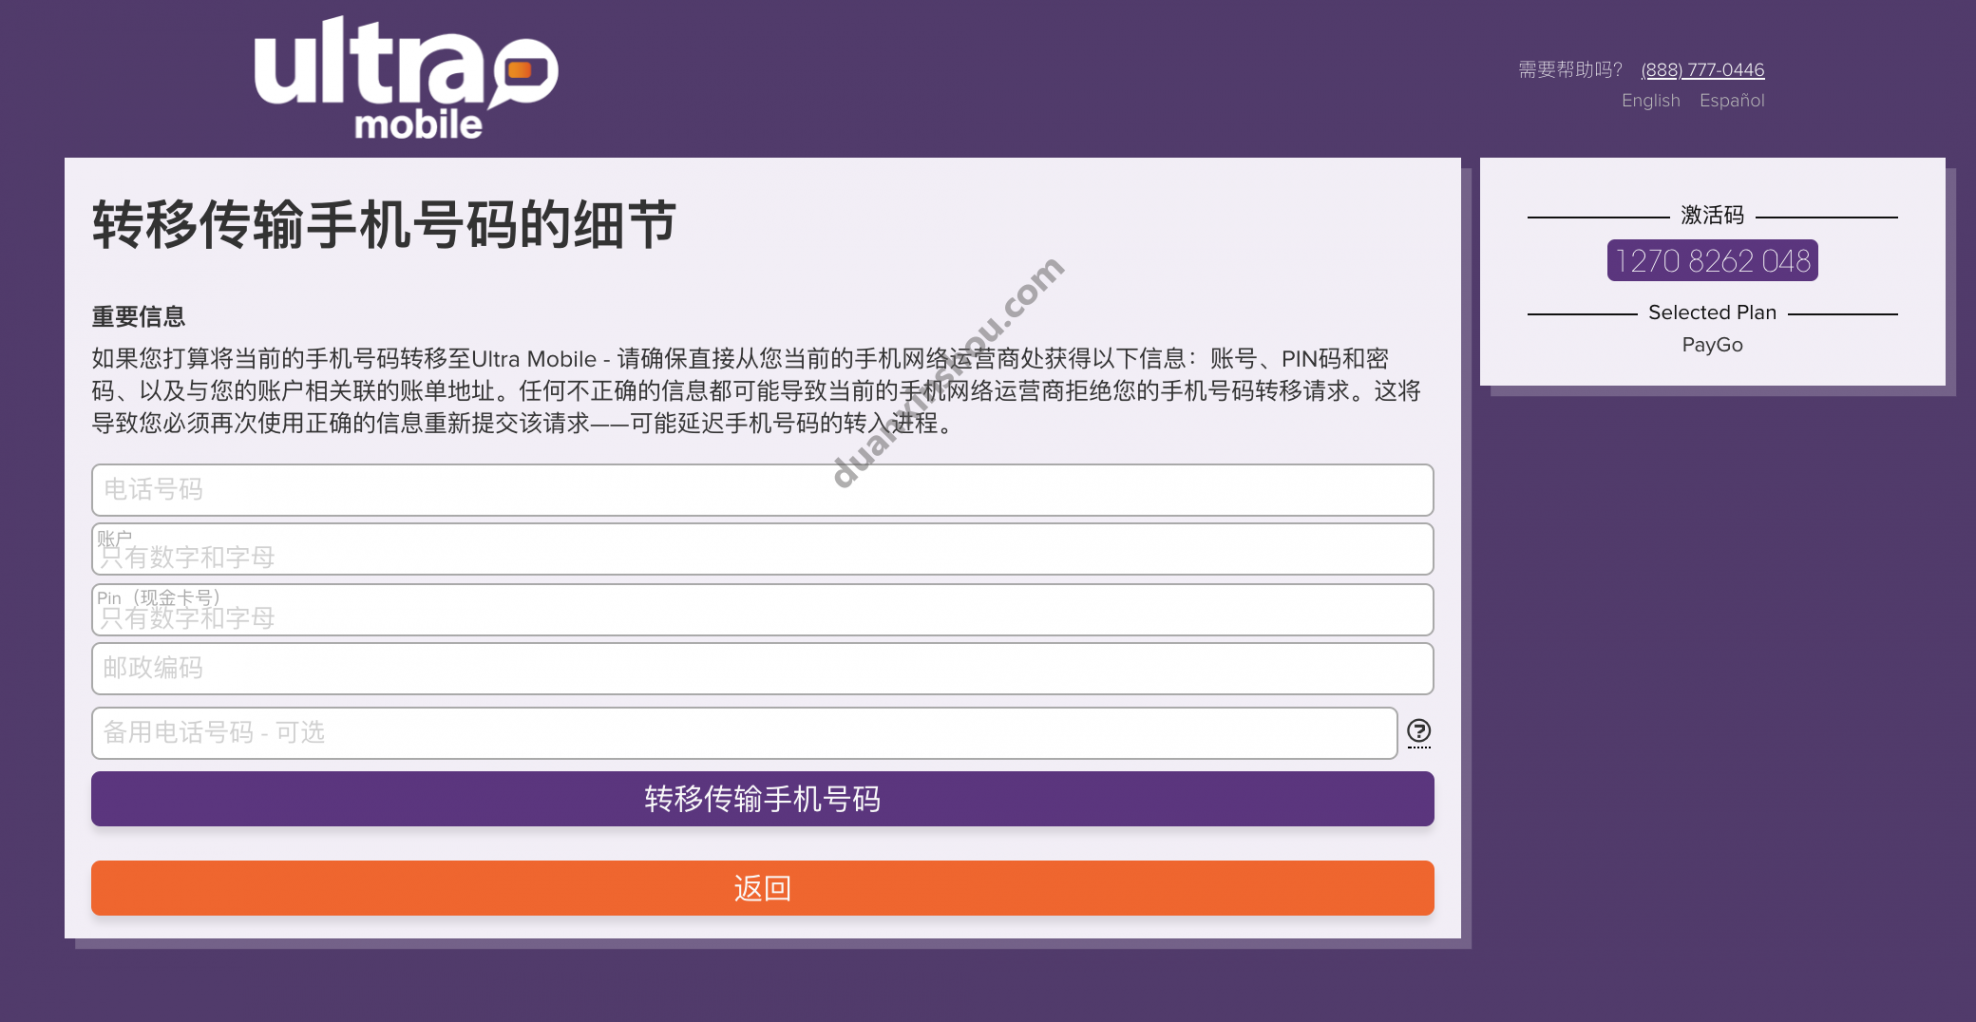 ultra
mobile
需要帮助吗? (888) 777-0446
English Español
转移传输手机号码的细节
重要信息
如果您打算将当前的手机号码转移至Ultra Mobile - 请确保直接从您当前的手机网络运营商处获得以下信息：账号、PIN码和密
码、以及与您的账户相关联的账单地址。任何不正确的信息都可能导致当前的手机网络运营商拒绝您的手机号码转移请求。这将
导致您必须再次使用正确的信息重新提交该请求——可能延迟手机号码的转入进程。
电话号码
账户
只有数字和字母
Pin（现金卡号）
只有数字和字母
邮政编码
备用电话号码 - 可选
?
转移传输手机号码
返回
激活码
1270 8262 048
Selected Plan
PayGo
duanxinshou.com